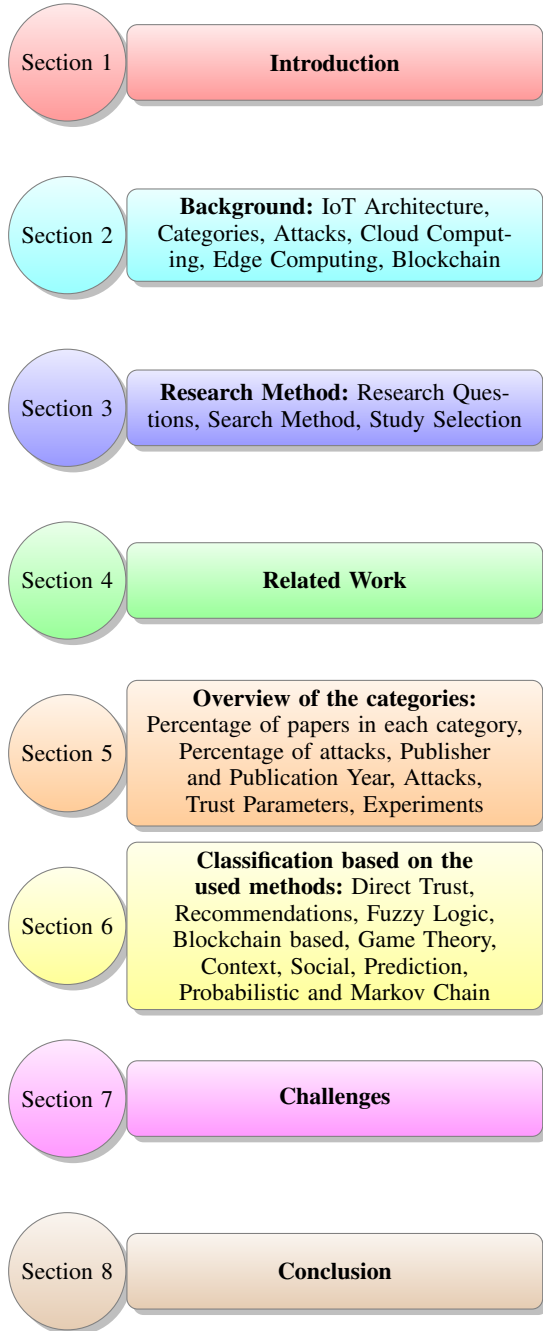 Section 1
Introduction
Section 2
Background: IoT Architecture,
Categories, Attacks, Cloud Comput-
ing, Edge Computing, Blockchain
Section 3
Research Method: Research Ques-
tions, Search Method, Study Selection
Section 4
Related Work
Section 5
Overview of the categories:
Percentage of papers in each category,
Percentage of attacks, Publisher
and Publication Year, Attacks,
Trust Parameters, Experiments
Section 6
Classification based on the
used methods: Direct Trust,
Recommendations, Fuzzy Logic,
Blockchain based, Game Theory,
Context, Social, Prediction,
Probabilistic and Markov Chain
Section 7
Challenges
Section 8
Conclusion